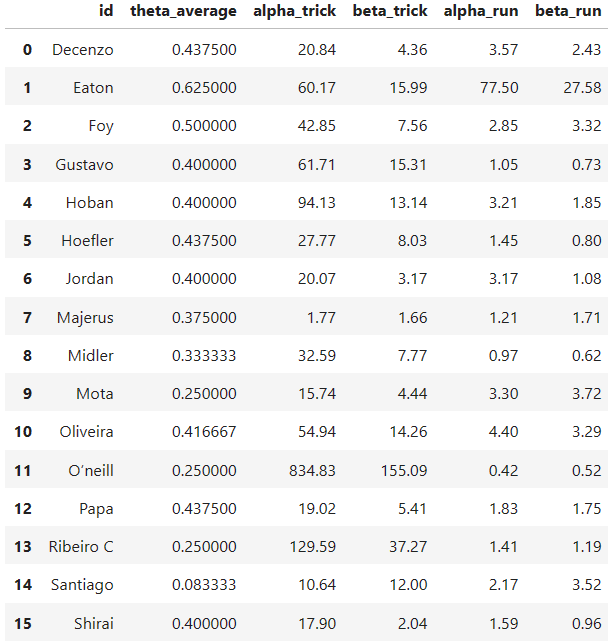 id theta_average alpha_trick beta_trick alpha_run beta_run
0 Decenzo 0.437500 20.84 4.36 3.57 2.43
1 Eaton 0.625000 60.17 15.99 77.50 27.58
2 Foy 0.500000 42.85 7.56 2.85 3.32
3 Gustavo 0.400000 61.71 15.31 1.05 0.73
4 Hoban 0.400000 94.13 13.14 3.21 1.85
5 Hoefler 0.437500 27.77 8.03 1.45 0.80
6 Jordan 0.400000 20.07 3.17 3.17 1.08
7 Majerus 0.375000 1.77 1.66 1.21 1.71
8 Midler 0.333333 32.59 7.77 0.97 0.62
9 Mota 0.250000 15.74 4.44 3.30 3.72
10 Oliveira 0.416667 54.94 14.26 4.40 3.29
11 O’neill 0.250000 834.83 155.09 0.42 0.52
12 Papa 0.437500 19.02 5.41 1.83 1.75
13 Ribeiro C 0.250000 129.59 37.27 1.41 1.19
14 Santiago 0.083333 10.64 12.00 2.17 3.52
15 Shirai 0.400000 17.90 2.04 1.59 0.96